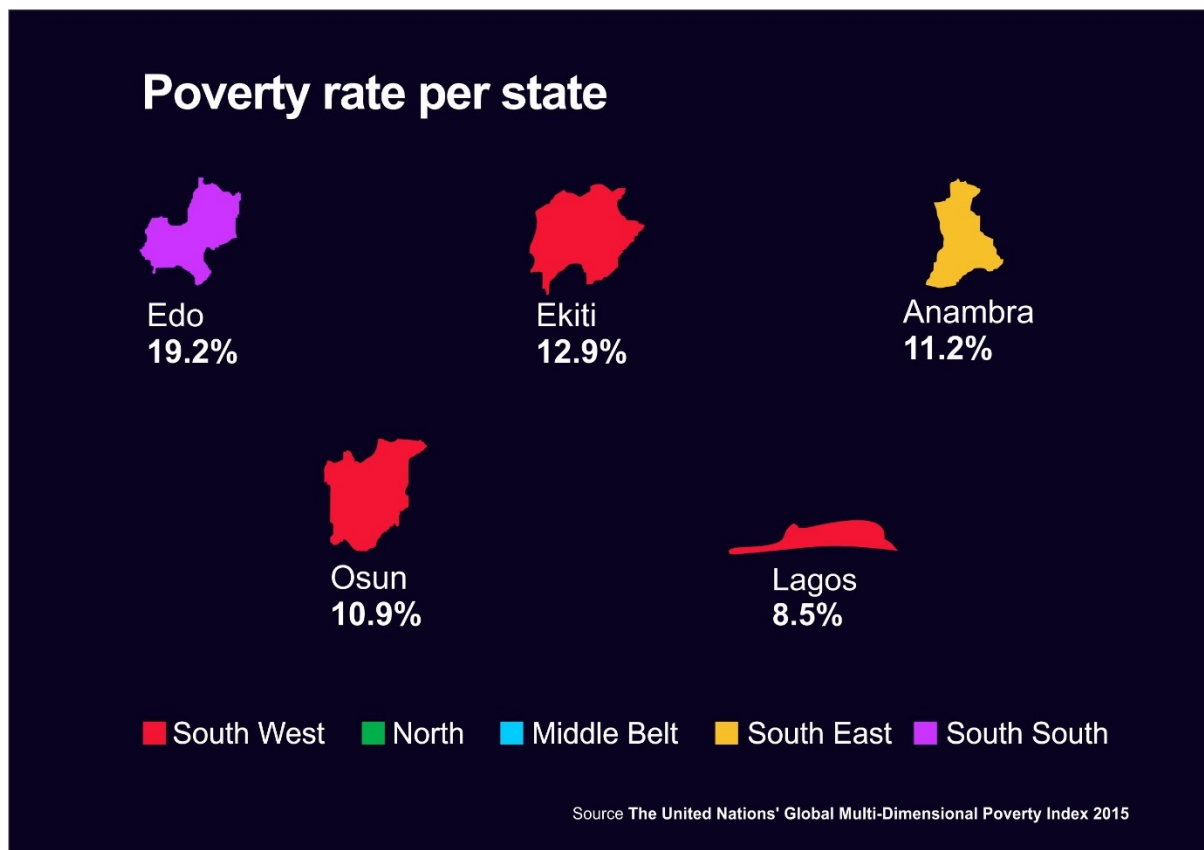 Poverty rate per state
Edo
19.2%
Ekiti
12.9%
Anambra
11.2%
Osun
10.9%
Lagos
8.5%
South West
North
Middle Belt
South East
South South
Source The United Nations' Global Multi-Dimensional Poverty Index 2015